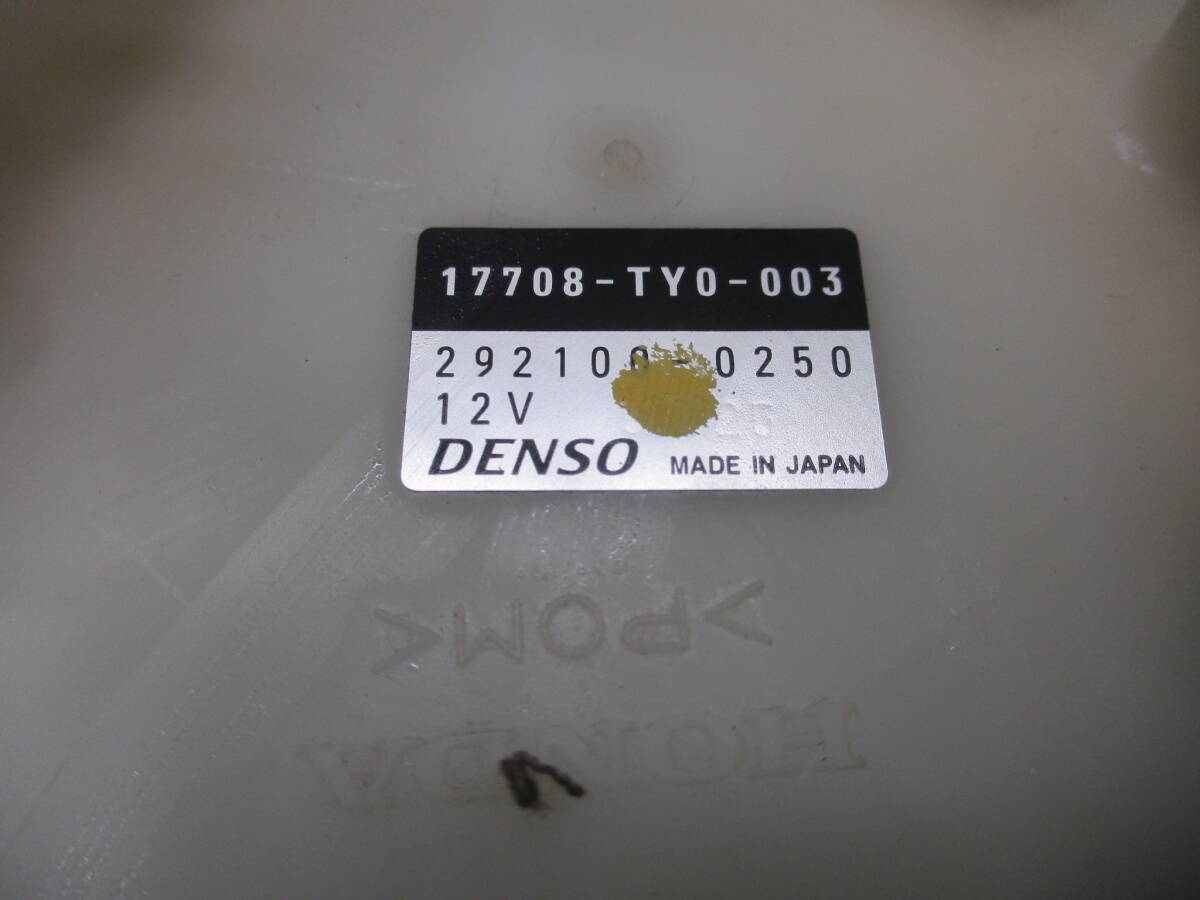 17708-TY0-003
292100-0250
12V
DENSO MADE IN JAPAN
>POM<
HONDA